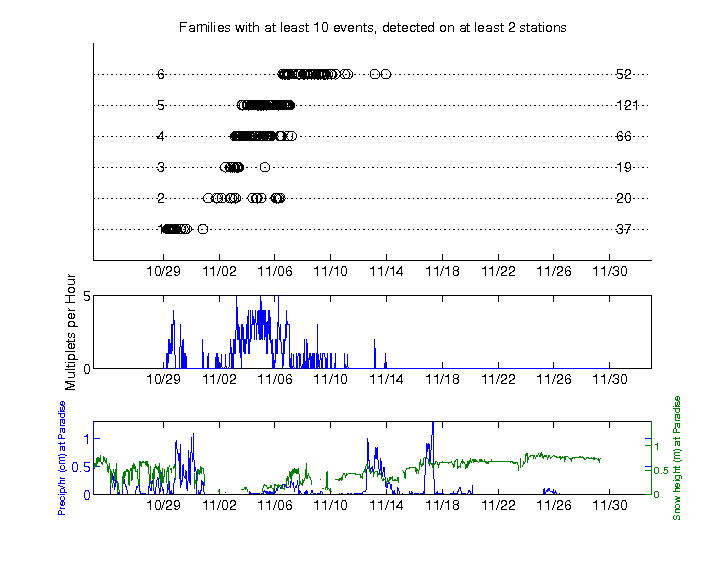 Families with at least 10 events, detected on at least 2 stations
6 52
5 121
4 66
3 19
2 20
1 37
10/29 11/02 11/06 11/10 11/14 11/18 11/22 11/26 11/30
Multiplets per Hour
5
0
10/29 11/02 11/06 11/10 11/14 11/18 11/22 11/26 11/30
Precip/hr (cm) at Paradise
Snow height (m) at Paradise
1 1
0.5 0.5
0 0
10/29 11/02 11/06 11/10 11/14 11/18 11/22 11/26 11/30